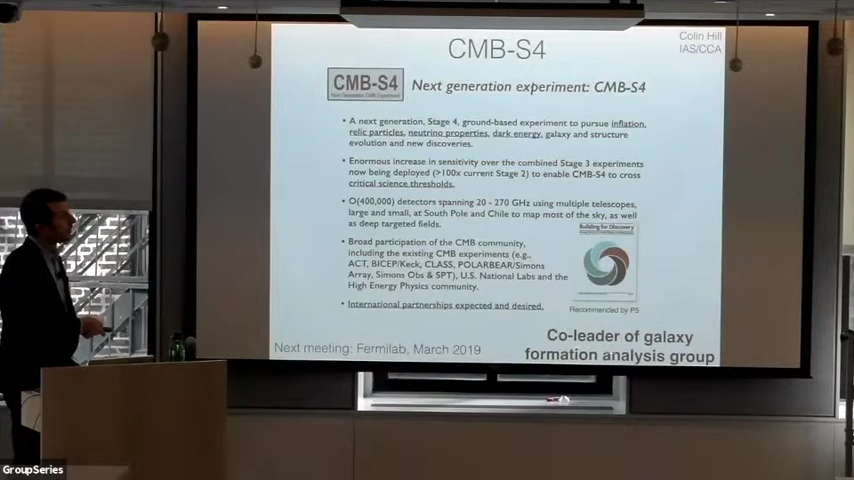 CMB-S4
Colin Hill
IAS/CCA
CMB-S4
Next Generation CMB Experiment
Next generation experiment: CMB-S4
• A next generation, Stage 4, ground-based experiment to pursue inflation,
relic particles, neutrino properties, dark energy, galaxy and structure
evolution and new discoveries.
• Enormous increase in sensitivity over the combined Stage 3 experiments
now being deployed (>100x current Stage 2) to enable CMB-S4 to cross
critical science thresholds.
• O(400,000) detectors spanning 20 - 270 GHz using multiple telescopes,
large and small, at South Pole and Chile to map most of the sky, as well
as deep targeted fields.
• Broad participation of the CMB community,
including the existing CMB experiments (e.g.,
ACT, BICEP/Keck, CLASS, POLARBEAR/Simons
Array, Simons Obs & SPT), U.S. National Labs and the
High Energy Physics community.
• International partnerships expected and desired.
Building for Discovery
Recommended by P5
Next meeting: Fermilab, March 2019
Co-leader of galaxy
formation analysis group
GroupSeries